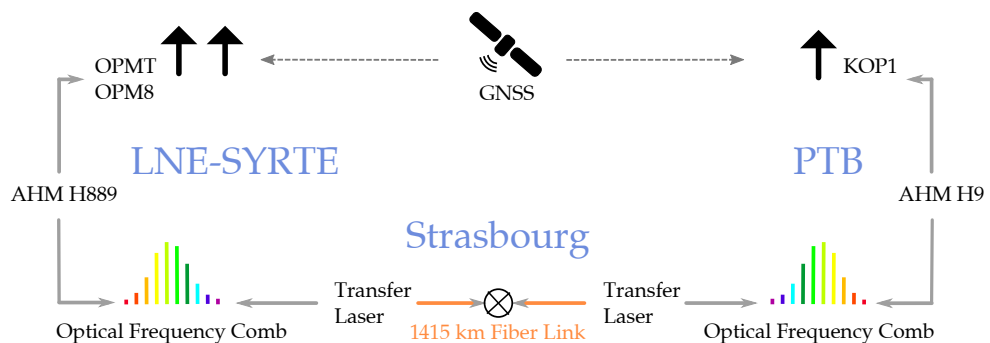 OPMT
OPM8
GNSS
KOP1
LNE-SYRTE
PTB
AHM H889
AHM H9
Strasbourg
Transfer
Laser
Transfer
Laser
1415 km Fiber Link
Optical Frequency Comb
Optical Frequency Comb